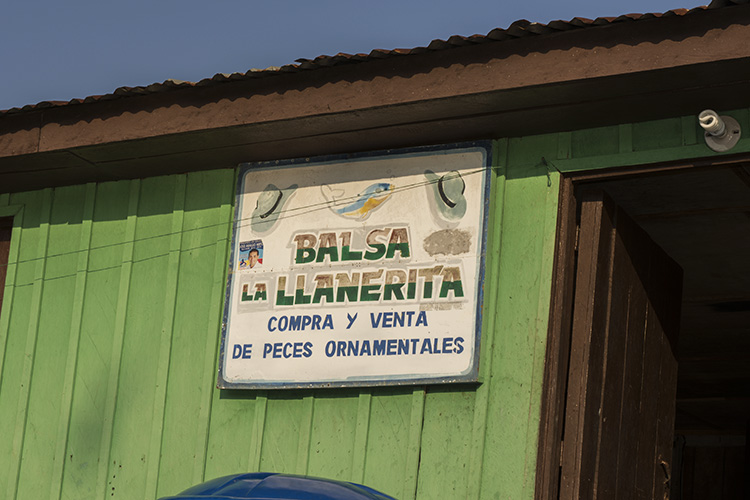 BALSA
LA LLANERITA
COMPRA Y VENTA
DE PECES ORNAMENTALES